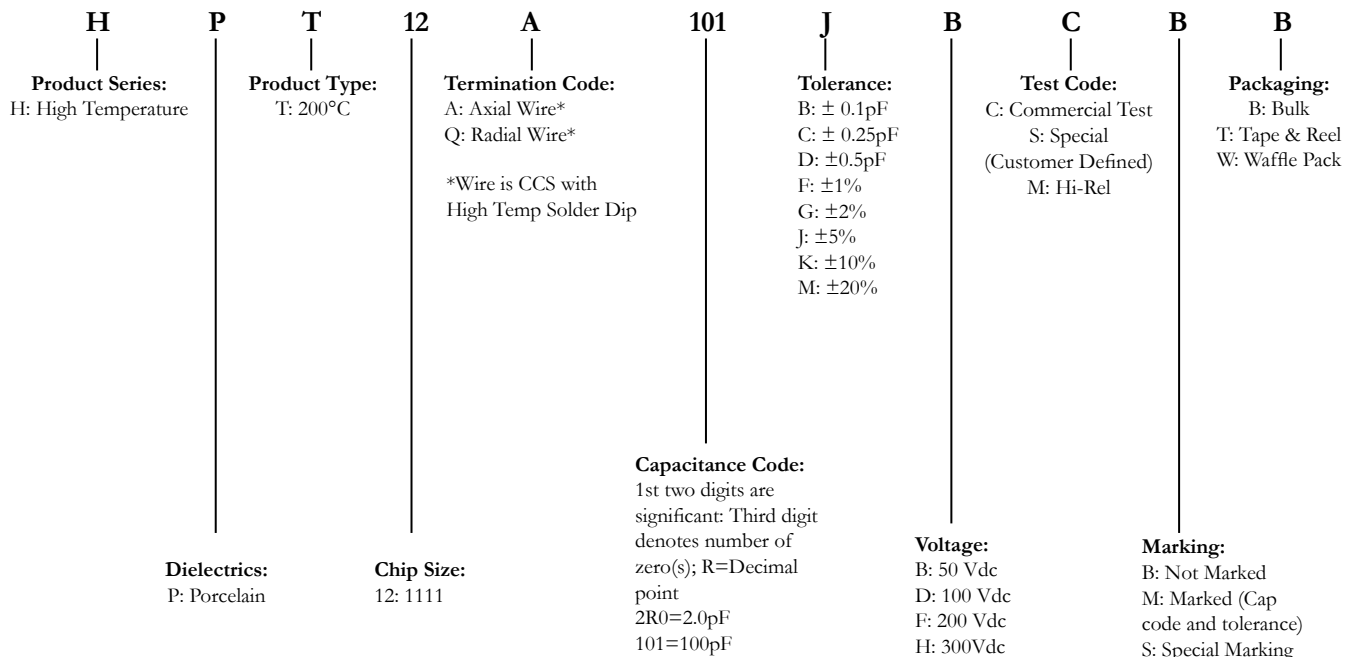 H P T 12 A 101 J B C B B
Product Series:
H: High Temperature
Product Type:
T: 200°C
Termination Code:
A: Axial Wire*
Q: Radial Wire*
*Wire is CCS with
High Temp Solder Dip
Tolerance:
B: ± 0.1pF
C: ± 0.25pF
D: ±0.5pF
F: ±1%
G: ±2%
J: ±5%
K: ±10%
M: ±20%
Test Code:
C: Commercial Test
S: Special
(Customer Defined)
M: Hi-Rel
Packaging:
B: Bulk
T: Tape & Reel
W: Waffle Pack
Dielectrics:
P: Porcelain
Chip Size:
12: 1111
Capacitance Code:
1st two digits are
significant: Third digit
denotes number of
zero(s); R=Decimal
point
2R0=2.0pF
101=100pF
Voltage:
B: 50 Vdc
D: 100 Vdc
F: 200 Vdc
H: 300Vdc
Marking:
B: Not Marked
M: Marked (Cap
code and tolerance)
S: Special Marking